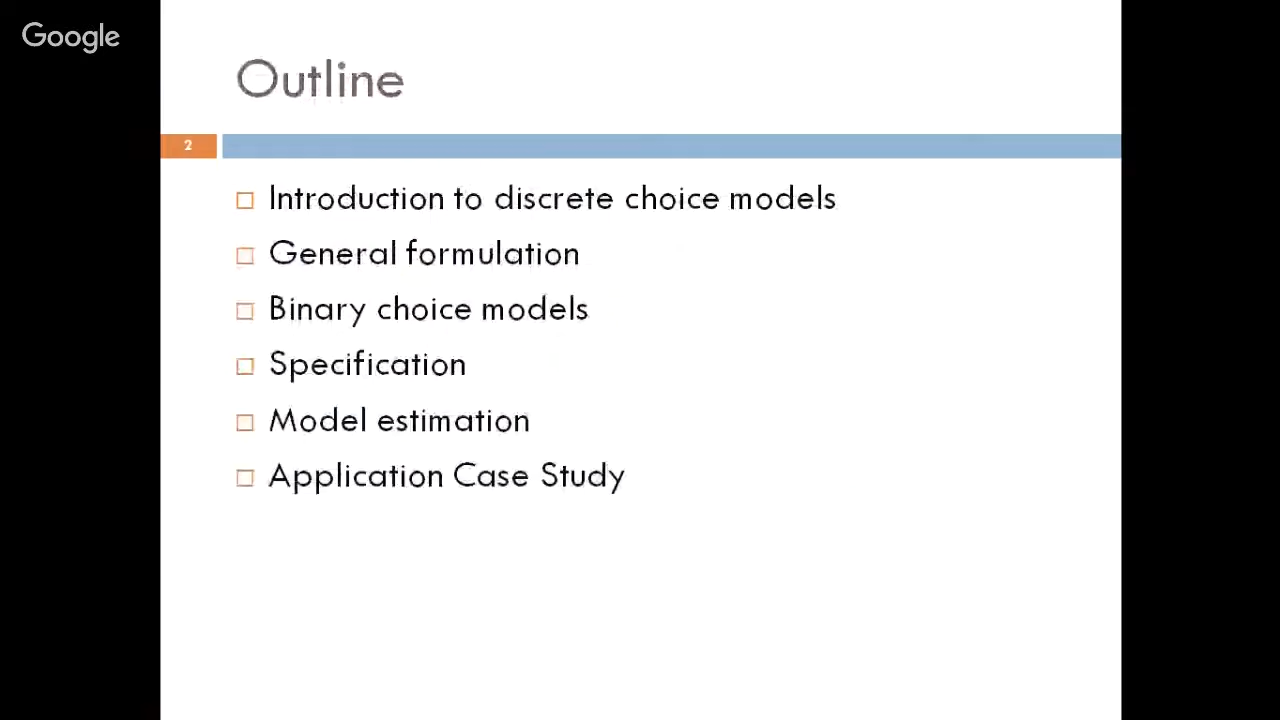 Google
Outline
2
Introduction to discrete choice models
General formulation
Binary choice models
Specification
Model estimation
Application Case Study